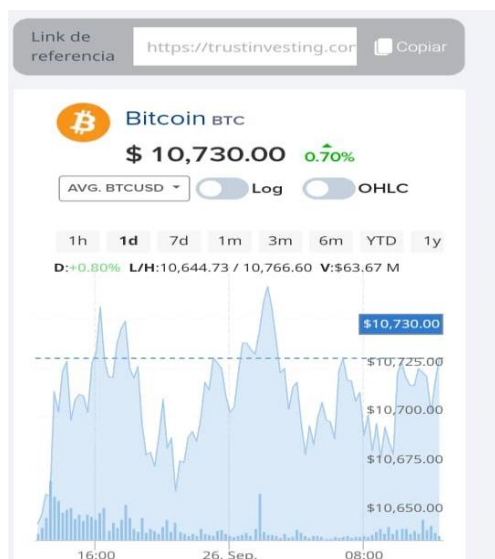 Link de
referencia
https://trustinvesting.com
Copiar
Bitcoin BTC
$ 10,730.00 0.70%
AVG. BTCUSD Log OHLC
1h 1d 7d 1m 3m 6m YTD 1y
D:+0.80% L/H:10,644.73 / 10,766.60 V:$63.67 M
$10,730.00
$10,725.00
$10,700.00
$10,675.00
$10,650.00
16:00 26. Sep. 08:00